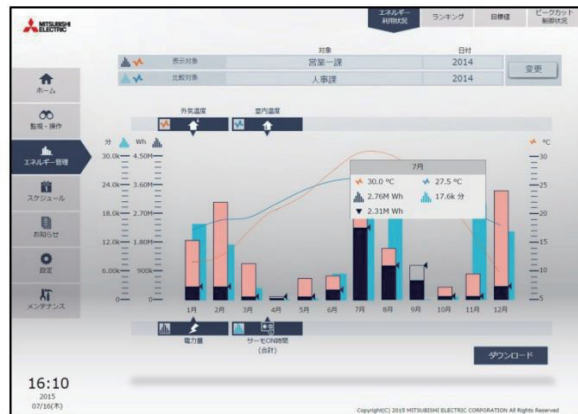 MITSUBISHI
ELECTRIC
エネルギー
利用状況
ランキング
目標値
ピークカット
制御状況
対象
日付
表示対象
営業一課
2014
変更
比較対象
人事課
2014
ホーム
監視・操作
エネルギー管理
スケジュール
お知らせ
設定
メンテナンス
外気温度
室内温度
分
Wh
℃
30.0k
4.50M
30
24.0k
3.60M
25
18.0k
2.70M
20
12.0k
1.80M
15
6.00k
900k
10
0
0
5
7月
30.0 ℃
27.5 ℃
2.76M Wh
17.6k 分
2.31M Wh
1月 2月 3月 4月 5月 6月 7月 8月 9月 10月 11月 12月
電力量
サーモON時間
(合計)
ダウンロード
16:10
2015
07/16(木)
Copyright(C) 2015 MITSUBISHI ELECTRIC CORPORATION All Rights Reserved